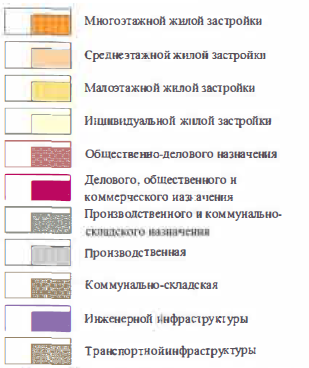 Многоэтажной жилой застройки
Среднеэтажной жилой застройки
Малоэтажной жилой застройки
Индивидуальной жилой застройки
Общественно-делового назначения
Делового, общественного и
коммерческого назначения
Производственного и коммунально-
складского назначения
Производственная
Коммунально-складская
Инженерной инфраструктуры
Транспортнойинфраструктуры